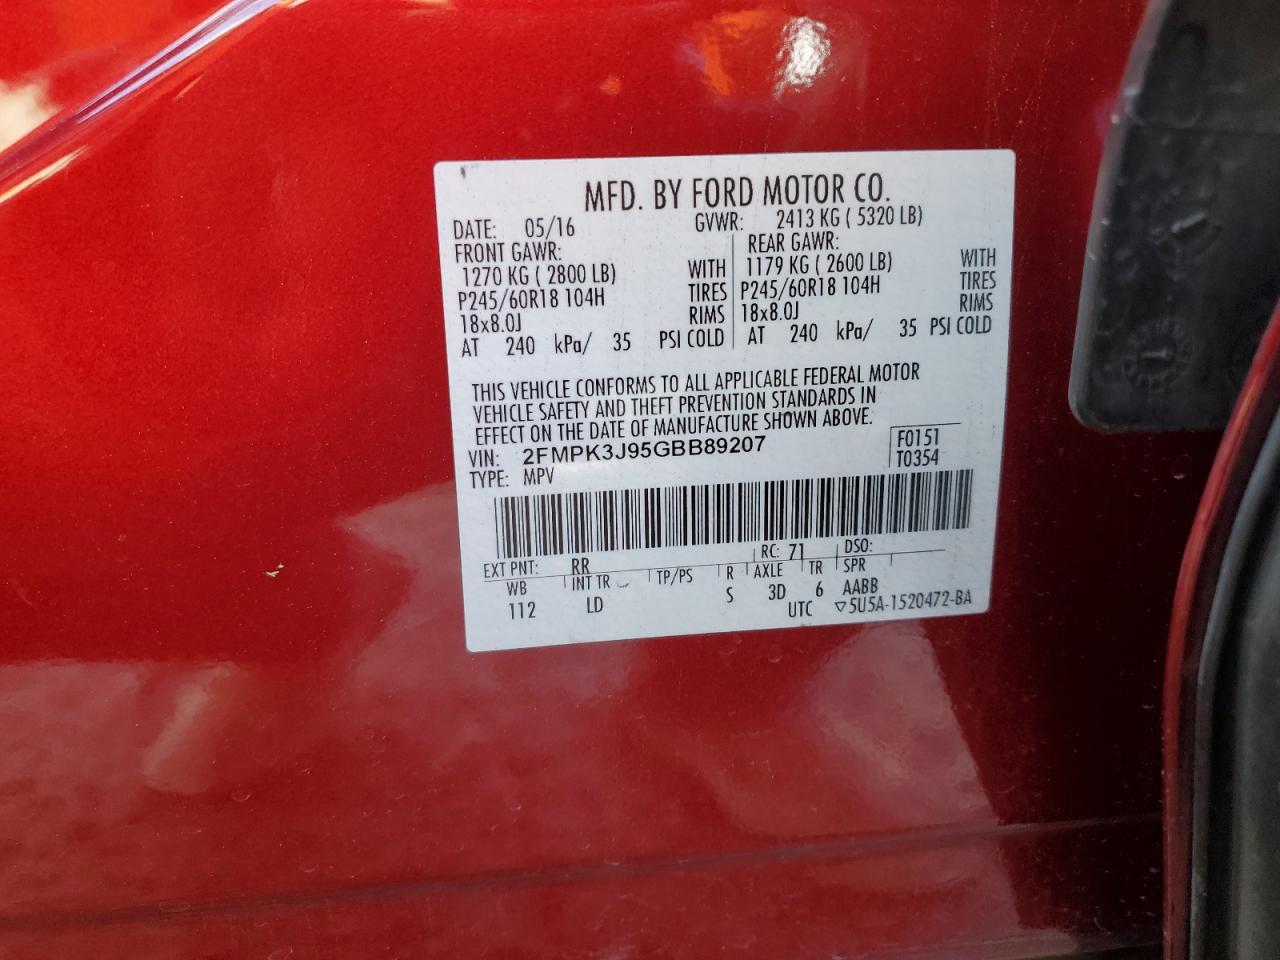 MFD. BY FORD MOTOR CO.
DATE: 05/16 GVWR: 2413 KG ( 5320 LB)
FRONT GAWR: REAR GAWR:
1270 KG ( 2800 LB) WITH 1179 KG ( 2600 LB) WITH
P245/60R18 104H TIRES P245/60R18 104H TIRES
18x8.0J RIMS 18x8.0J RIMS
AT 240 kPa/ 35 PSI COLD AT 240 kPa/ 35 PSI COLD
THIS VEHICLE CONFORMS TO ALL APPLICABLE FEDERAL MOTOR
VEHICLE SAFETY AND THEFT PREVENTION STANDARDS IN
EFFECT ON THE DATE OF MANUFACTURE SHOWN ABOVE.
VIN: 2FMPK3J95GBB89207 F0151
TYPE: MPV T0354
EXT PNT: RR RC: 71 DSO:
WB INT TR TP/PS R AXLE TR SPR
112 LD S 3D 6 AABB
UTC ▽5U5A-1520472-BA